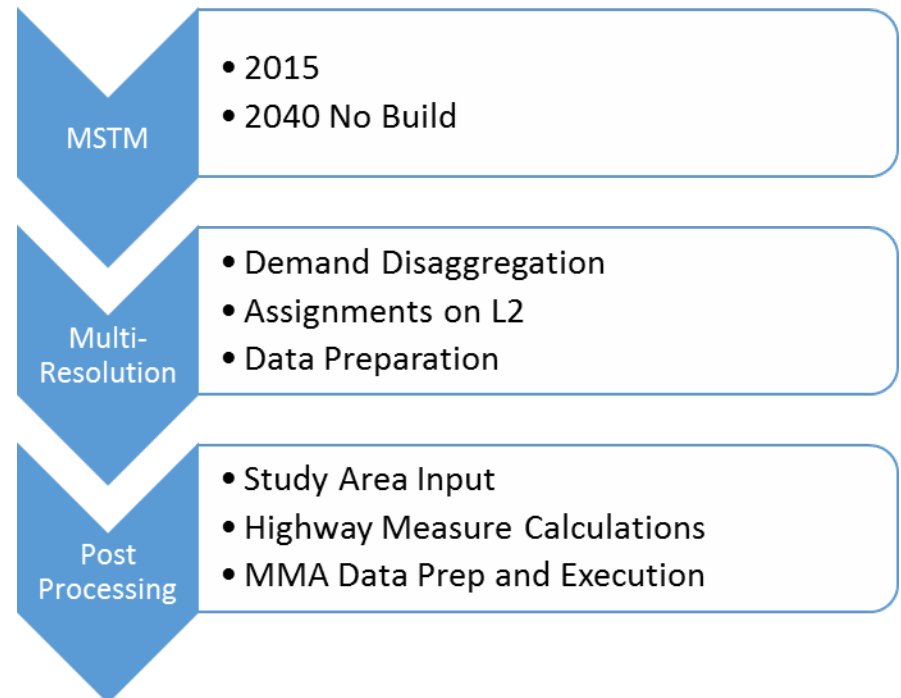 MSTM
• 2015
• 2040 No Build
Multi-
Resolution
• Demand Disaggregation
• Assignments on L2
• Data Preparation
Post
Processing
• Study Area Input
• Highway Measure Calculations
• MMA Data Prep and Execution